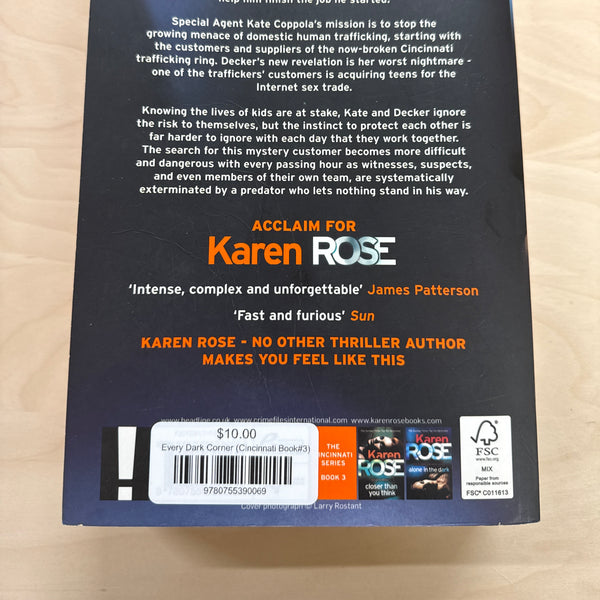 help him finish the job he started.
Special Agent Kate Coppola's mission is to stop the
growing menace of domestic human trafficking, starting with
the customers and suppliers of the now-broken Cincinnati
trafficking ring. Decker's new revelation is her worst nightmare -
one of the traffickers' customers is acquiring teens for the
Internet sex trade.
Knowing the lives of kids are at stake, Kate and Decker ignore
the risk to themselves, but the instinct to protect each other is
far harder to ignore with each day that they work together.
The search for this mystery customer becomes more difficult
and dangerous with every passing hour as witnesses, suspects,
and even members of their own team, are systematically
exterminated by a predator who lets nothing stand in his way.
ACCLAIM FOR
Karen ROSE
'Intense, complex and unforgettable' James Patterson
'Fast and furious' Sun
KAREN ROSE - NO OTHER THRILLER AUTHOR
MAKES YOU FEEL LIKE THIS
www.headline.co.uk www.primefilesinternational.com www.karenrosebooks.com
$10.00
Every Dark Corner (Cincinnati Book#3)
9780755390069
!
THE
CINCINNATI
SERIES
BOOK 3
Karen
ROSE
closer than
you think
Karen
ROSE
alone in the dark
FSC
www.fsc.org
MIX
Paper from
responsible sources
FSC® C011613
Cover photograph © Larry Rostant